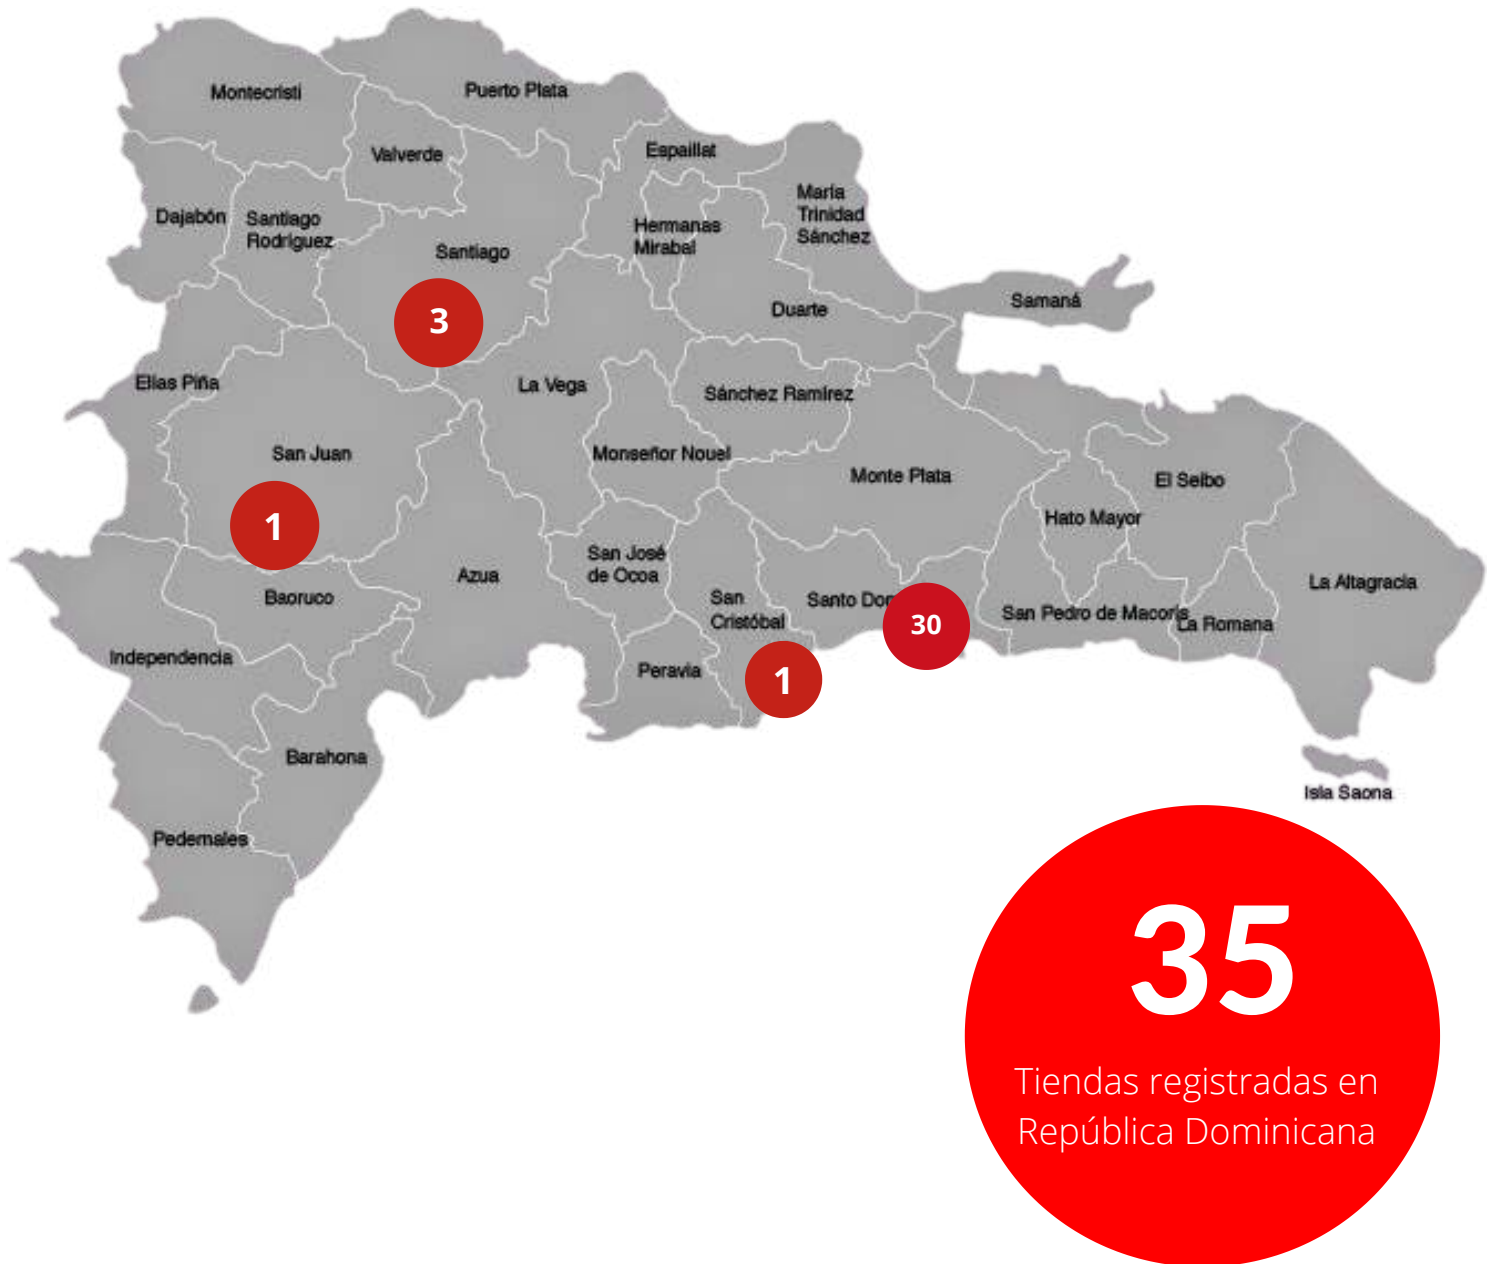 Montecristi
Puerto Plata
Valverde
Espaillat
María
Trinidad
Sánchez
Dajabón
Santiago
Rodríguez
Hermanas
Mirabal
Santiago
Samaná
Duarte
3
Elías Piña
La Vega
Sánchez Ramírez
San Juan
Monseñor Nouel
Monte Plata
El Seibo
Hato Mayor
1
San José
de Ocoa
Azua
La Altagracia
Baoruco
San
Cristóbal
Santo Dor
30
San Pedro de Macorís
La Romana
Independencia
Peravia
1
Barahona
Isla Saona
Pedernales
35
Tiendas registradas en
República Dominicana